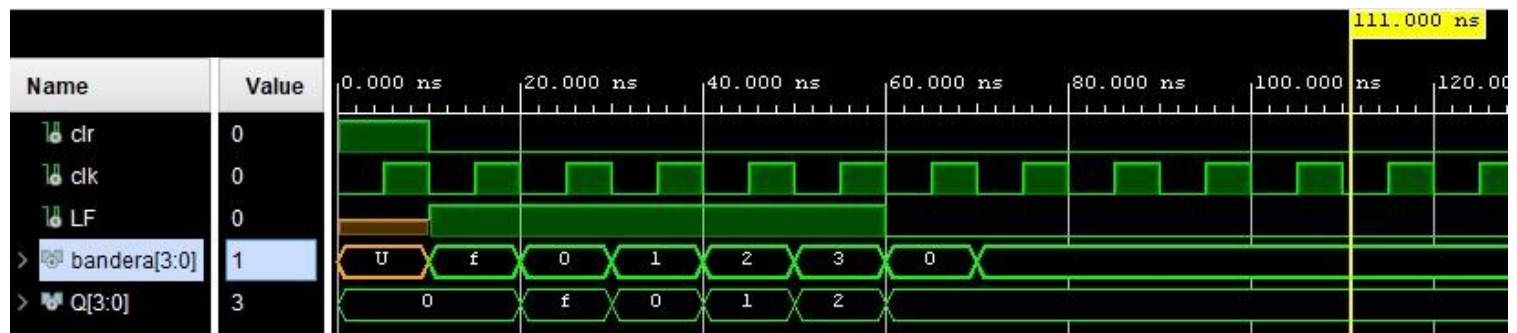 111.000 ns
Name Value 0.000 ns 20.000 ns 40.000 ns 60.000 ns 80.000 ns 100.000 ns 120.00
clr 0
clk 0
LF 0
bandera[3:0] 1 U f 0 1 2 3 0
Q[3:0] 3 0 f 0 1 2